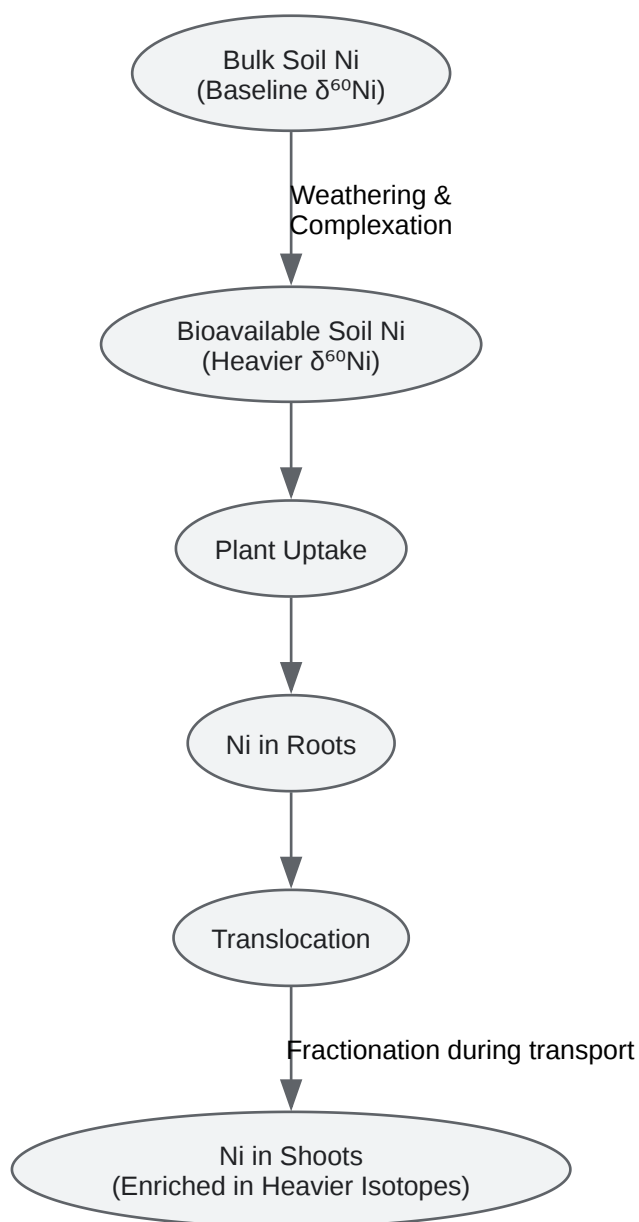 Bulk Soil Ni
(Baseline δ⁶⁰Ni)
Weathering &
Complexation
Bioavailable Soil Ni
(Heavier δ⁶⁰Ni)
Plant Uptake
Ni in Roots
Translocation
Fractionation during transport
Ni in Shoots
(Enriched in Heavier Isotopes)